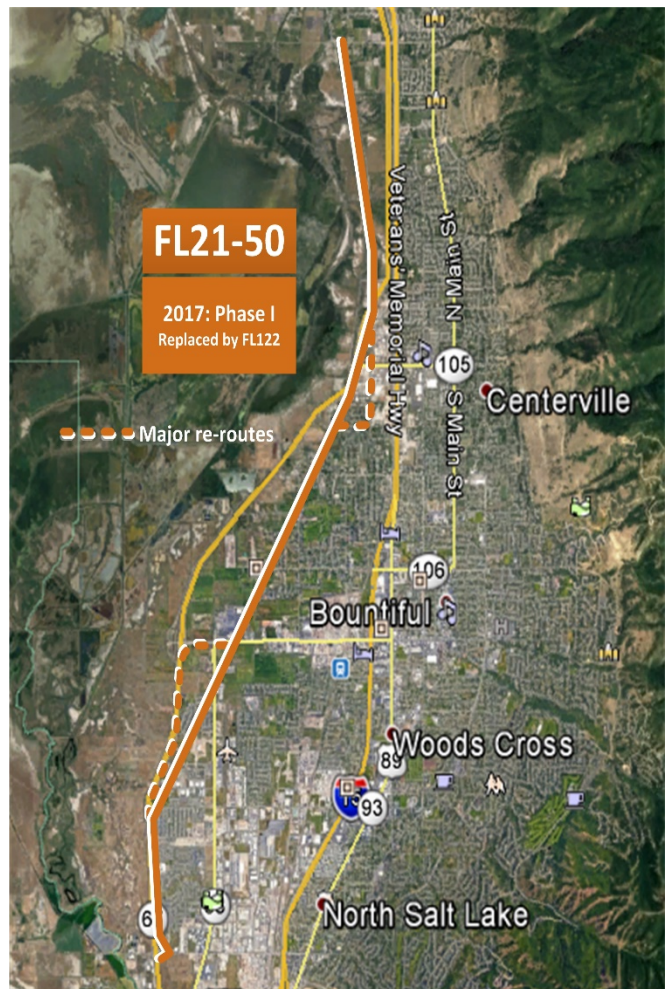 FL21-50
2017: Phase I
Replaced by FL122
Major re-routes
Veterans' Memorial Hwy
N Main St
105
S Main St
Centerville
106
Bountiful
H
Woods Cross
89
93
North Salt Lake